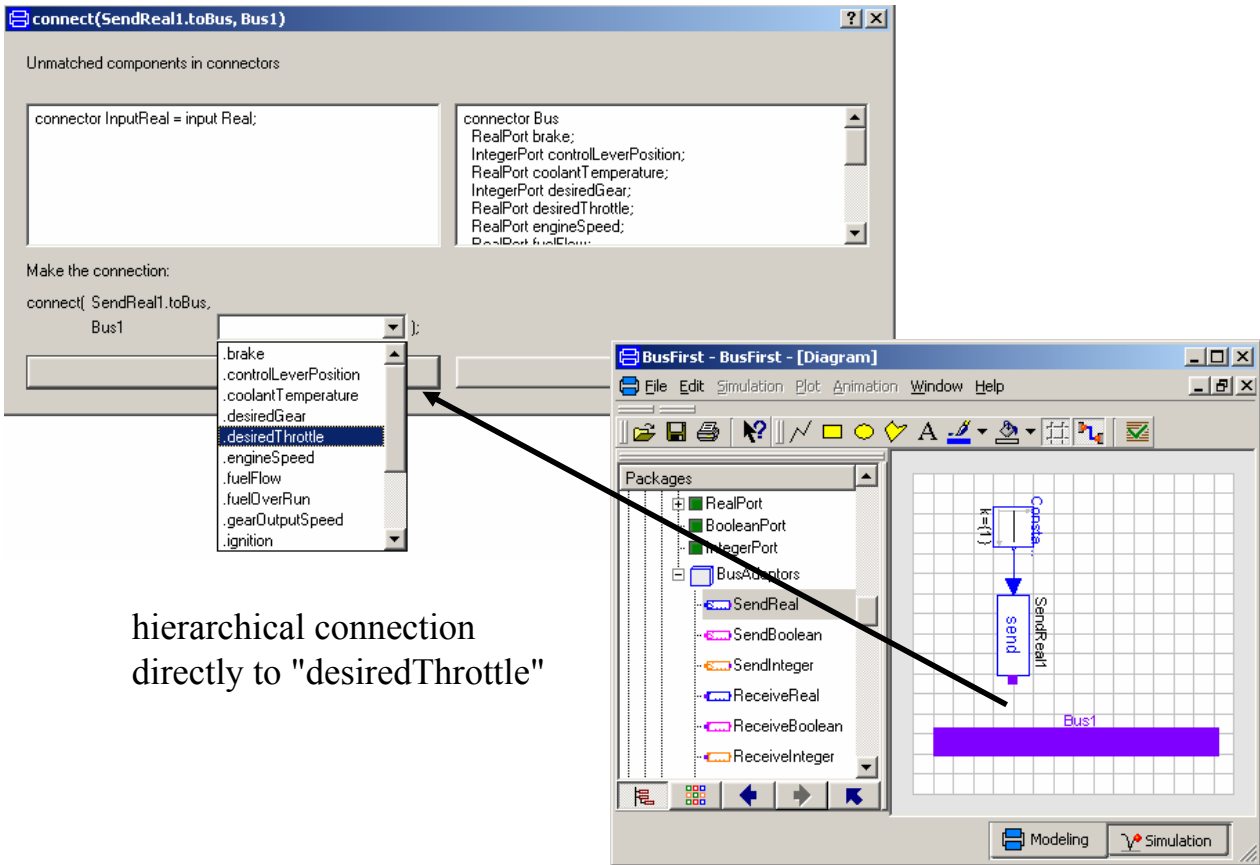 connect(SendReal1.toBus, Bus1)
Unmatched components in connectors
connector InputReal = input Real;
connector Bus
RealPort brake;
IntegerPort controlLeverPosition;
RealPort coolantTemperature;
IntegerPort desiredGear;
RealPort desiredThrottle;
RealPort engineSpeed;
RealPort fuelFlow;
Make the connection:
connect( SendReal1.toBus,
Bus1 );
.brake
.controlLeverPosition
.coolantTemperature
.desiredGear
.desiredThrottle
.engineSpeed
.fuelFlow
.fuelOverRun
.gearOutputSpeed
.ignition
hierarchical connection
directly to "desiredThrottle"
BusFirst - BusFirst - [Diagram]
File Edit Simulation Plot Animation Window Help
Packages
RealPort
BooleanPort
IntegerPort
BusAdaptors
SendReal
SendBoolean
SendInteger
ReceiveReal
ReceiveBoolean
ReceiveInteger
Consta...
k={1}
send
SendReal1
Bus1
Modeling Simulation